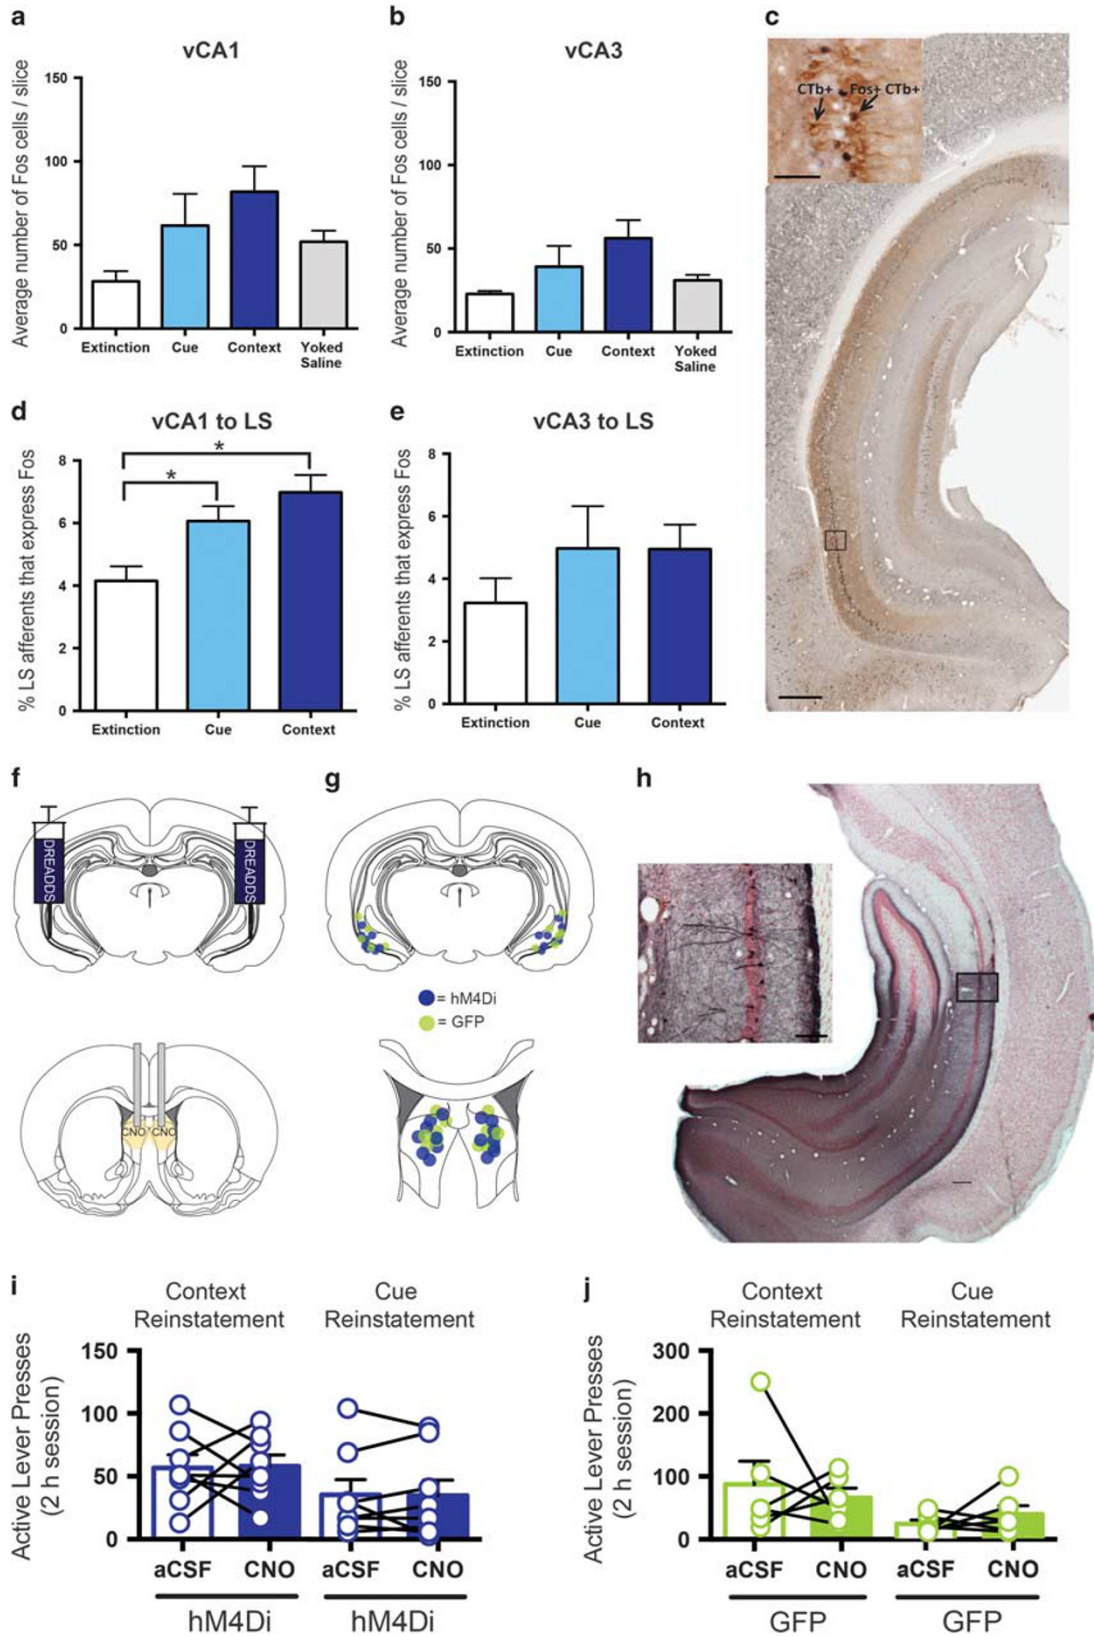 a
vCA1
Average number of Fos cells / slice
150
100
50
0
Extinction
Cue
Context
Yoked
Saline
b
vCA3
Average number of Fos cells / slice
150
100
50
0
Extinction
Cue
Context
Yoked
Saline
c
CTb+
Fos+ CTb+
d
vCA1 to LS
% LS afferents that express Fos
8
6
4
2
0
*
*
Extinction
Cue
Context
e
vCA3 to LS
% LS afferents that express Fos
8
6
4
2
0
Extinction
Cue
Context
f
DREADDS
DREADDS
CNO
CNO
g
= hM4Di
= GFP
h
i
Context
Reinstatement
Cue
Reinstatement
Active Lever Presses
(2 h session)
150
100
50
0
aCSF
CNO
aCSF
CNO
hM4Di
hM4Di
j
Context
Reinstatement
Cue
Reinstatement
Active Lever Presses
(2 h session)
300
200
100
0
aCSF
CNO
aCSF
CNO
GFP
GFP